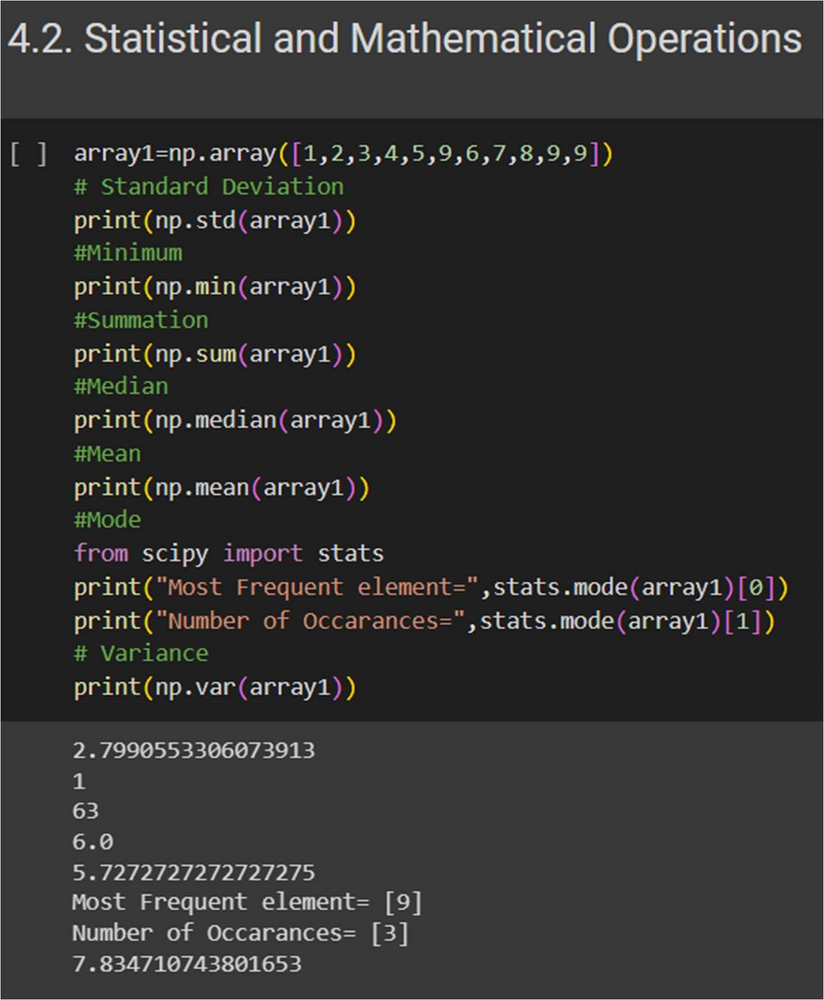 4.2. Statistical and Mathematical Operations
[ ] array1=np.array([1,2,3,4,5,9,6,7,8,9,9])
# Standard Deviation
print(np.std(array1))
#Minimum
print(np.min(array1))
#Summation
print(np.sum(array1))
#Median
print(np.median(array1))
#Mean
print(np.mean(array1))
#Mode
from scipy import stats
print("Most Frequent element=",stats.mode(array1)[0])
print("Number of Occarances=",stats.mode(array1)[1])
# Variance
print(np.var(array1))
2.7990553306073913
1
63
6.0
5.7272727272727275
Most Frequent element= [9]
Number of Occarances= [3]
7.834710743801653